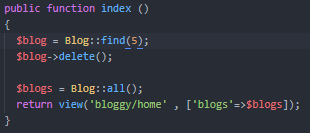 public function index ()
{
$blog = Blog::find(5);
$blog->delete();
$blogs = Blog::all();
return view('bloggy/home' , ['blogs'=>$blogs]);
}